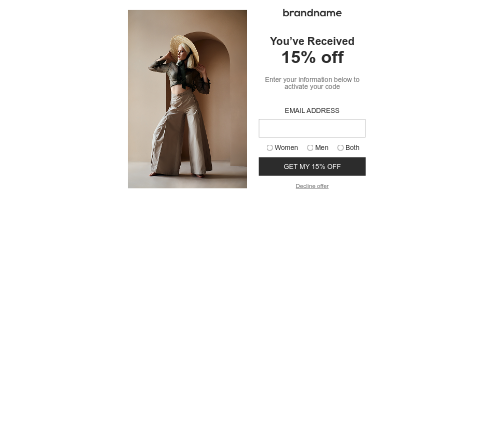 brandname
You've Received
15% off
Enter your information below to
activate your code
EMAIL ADDRESS
Women Men Both
GET MY 15% OFF
Decline offer